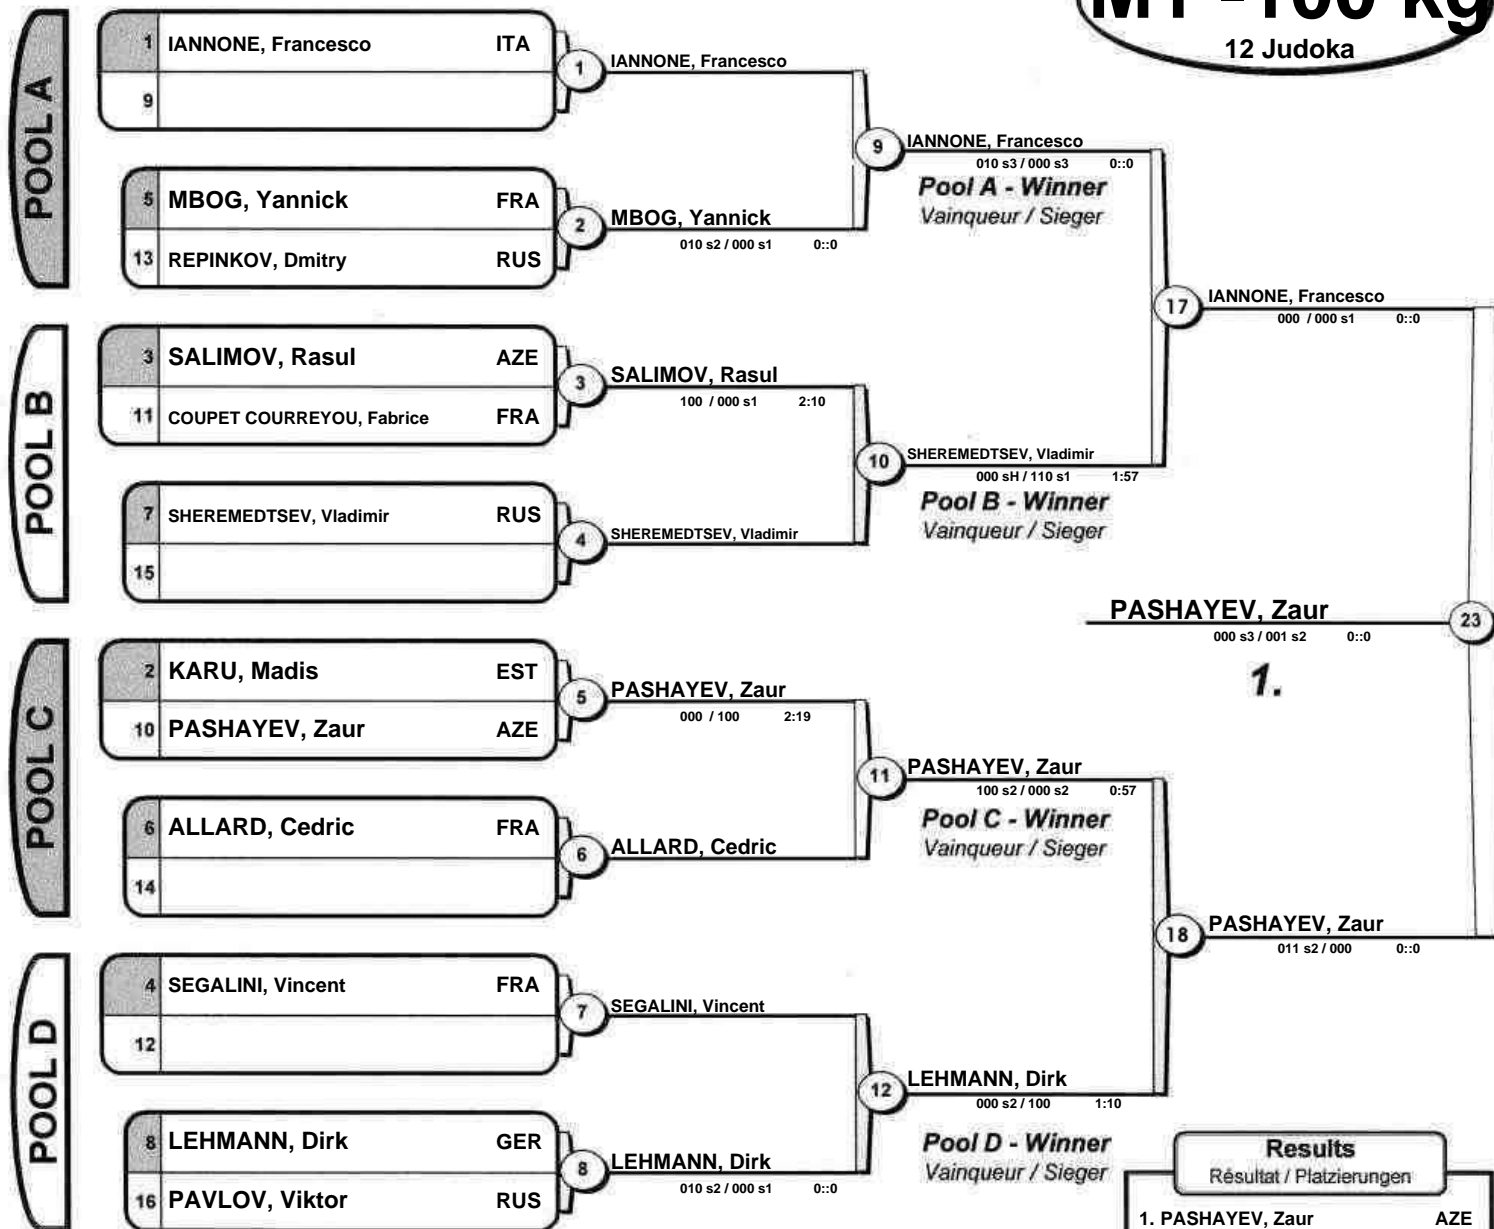 M1 -100 kg
12 Judoka
POOL A
1 IANNONE, Francesco ITA
9
5 MBOG, Yannick FRA
13 REPINKOV, Dmitry RUS
1 IANNONE, Francesco
2 MBOG, Yannick
010 s2 / 000 s1 0::0
9 IANNONE, Francesco
010 s3 / 000 s3 0::0
Pool A - Winner
Vainqueur / Sieger
POOL B
3 SALIMOV, Rasul AZE
11 COUPET COURREYOU, Fabrice FRA
7 SHEREMEDTSEV, Vladimir RUS
15
3 SALIMOV, Rasul
100 / 000 s1 2:10
4 SHEREMEDTSEV, Vladimir
10 SHEREMEDTSEV, Vladimir
000 sH / 110 s1 1:57
Pool B - Winner
Vainqueur / Sieger
17 IANNONE, Francesco
000 / 000 s1 0::0
PASHAYEV, Zaur 23
000 s3 / 001 s2 0::0
1.
POOL C
2 KARU, Madis EST
10 PASHAYEV, Zaur AZE
6 ALLARD, Cedric FRA
14
5 PASHAYEV, Zaur
000 / 100 2:19
6 ALLARD, Cedric
11 PASHAYEV, Zaur
100 s2 / 000 s2 0:57
Pool C - Winner
Vainqueur / Sieger
18 PASHAYEV, Zaur
011 s2 / 000 0::0
POOL D
4 SEGALINI, Vincent FRA
12
8 LEHMANN, Dirk GER
16 PAVLOV, Viktor RUS
7 SEGALINI, Vincent
8 LEHMANN, Dirk
010 s2 / 000 s1 0::0
12 LEHMANN, Dirk
000 s2 / 100 1:10
Pool D - Winner
Vainqueur / Sieger
Results
Résultat / Platzierungen
1. PASHAYEV, Zaur AZE